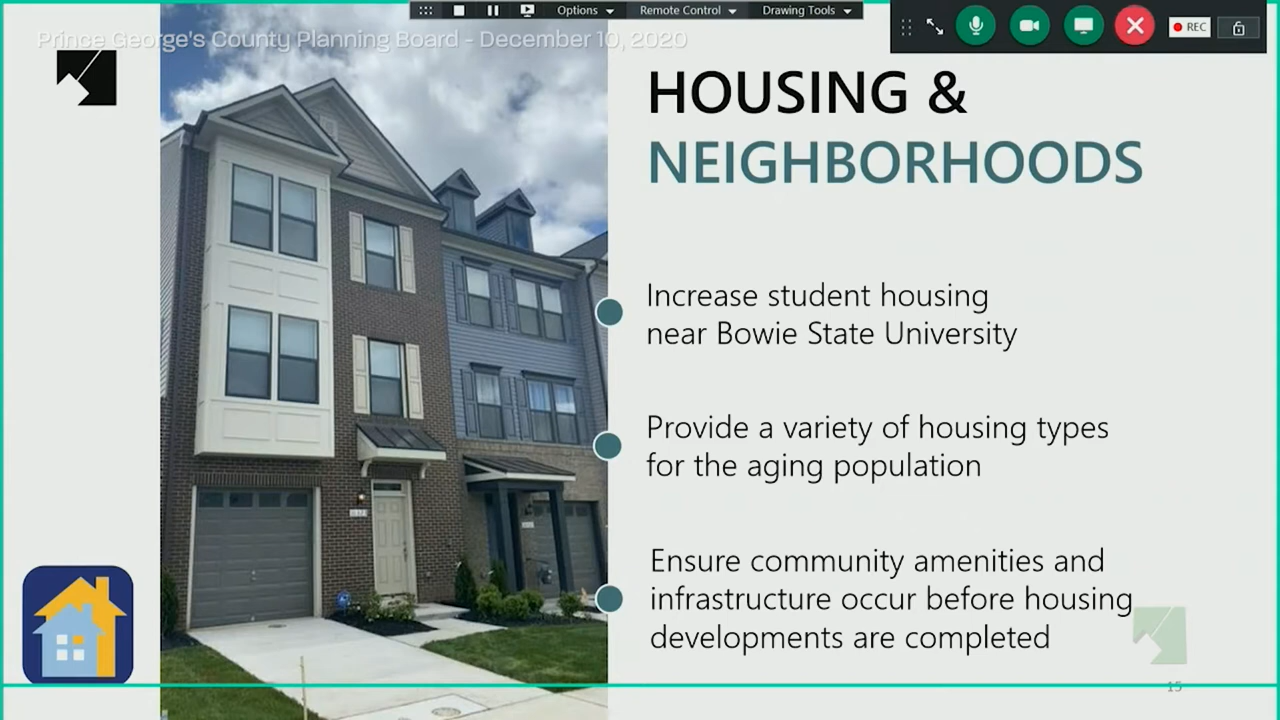 Options
Remote Control
Drawing Tools
REC
Prince George's County Planning Board - December 10, 2020
HOUSING &
NEIGHBORHOODS
Increase student housing
near Bowie State University
Provide a variety of housing types
for the aging population
Ensure community amenities and
infrastructure occur before housing
developments are completed
15